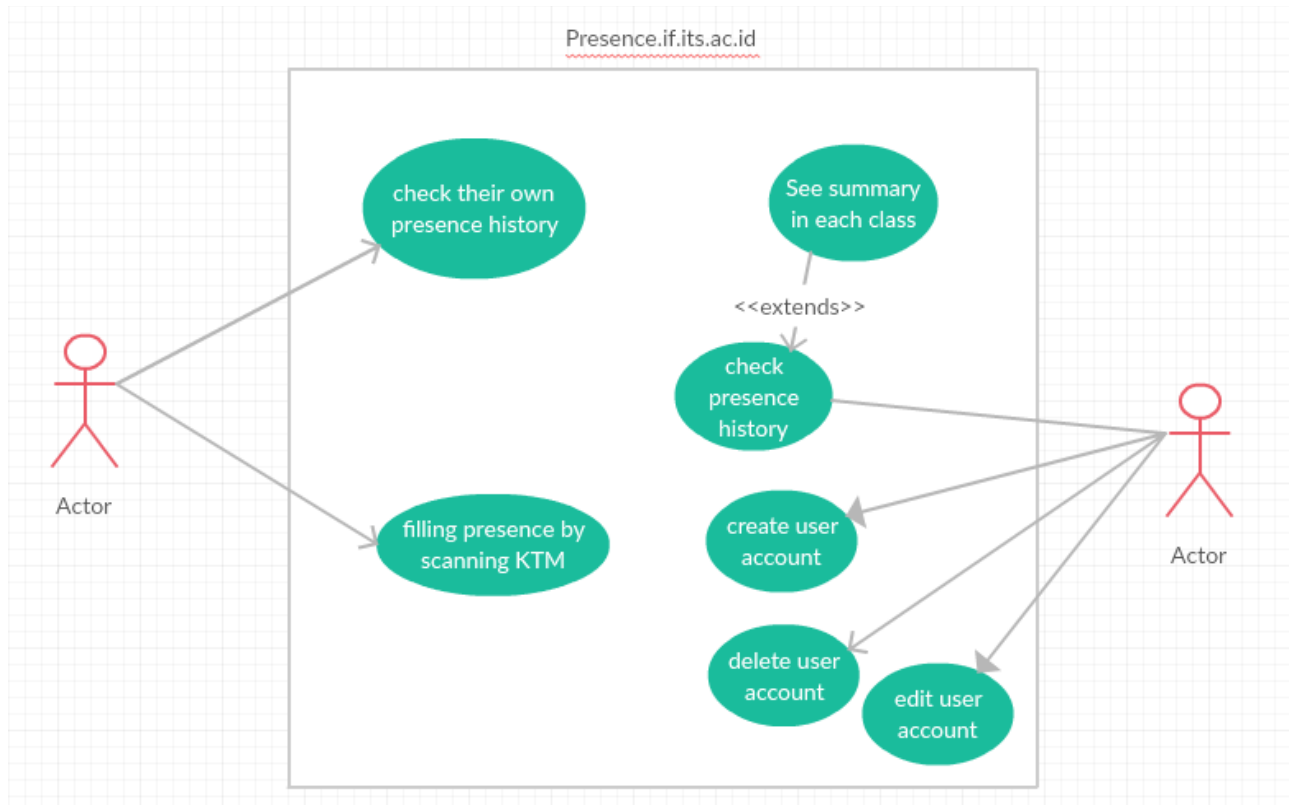 Presence.if.its.ac.id
check their own
presence history
See summary
in each class
<<extends>>
check
presence
history
Actor
filling presence by
scanning KTM
create user
account
Actor
delete user
account
edit user
account